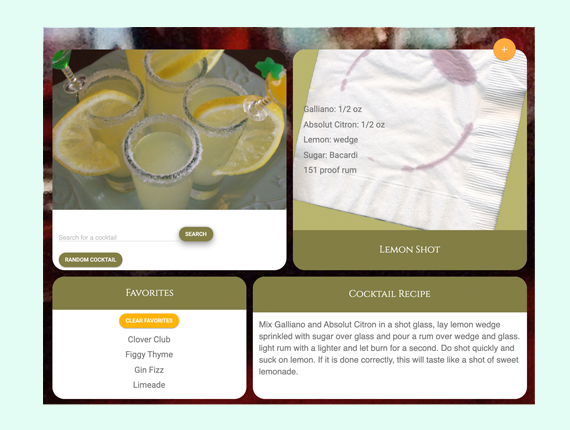 +
Galliano: 1/2 oz
Absolut Citron: 1/2 oz
Lemon: wedge
Sugar: Bacardi
151 proof rum
Search for a cocktail
SEARCH
RANDOM COCKTAIL
Lemon Shot
Favorites
CLEAR FAVORITES
Clover Club
Figgy Thyme
Gin Fizz
Limeade
Cocktail Recipe
Mix Galliano and Absolut Citron in a shot glass, lay lemon wedge
sprinkled with sugar over glass and pour a rum over wedge and glass.
light rum with a lighter and let burn for a second. Do shot quickly and
suck on lemon. If it is done correctly, this will taste like a shot of sweet
lemonade.